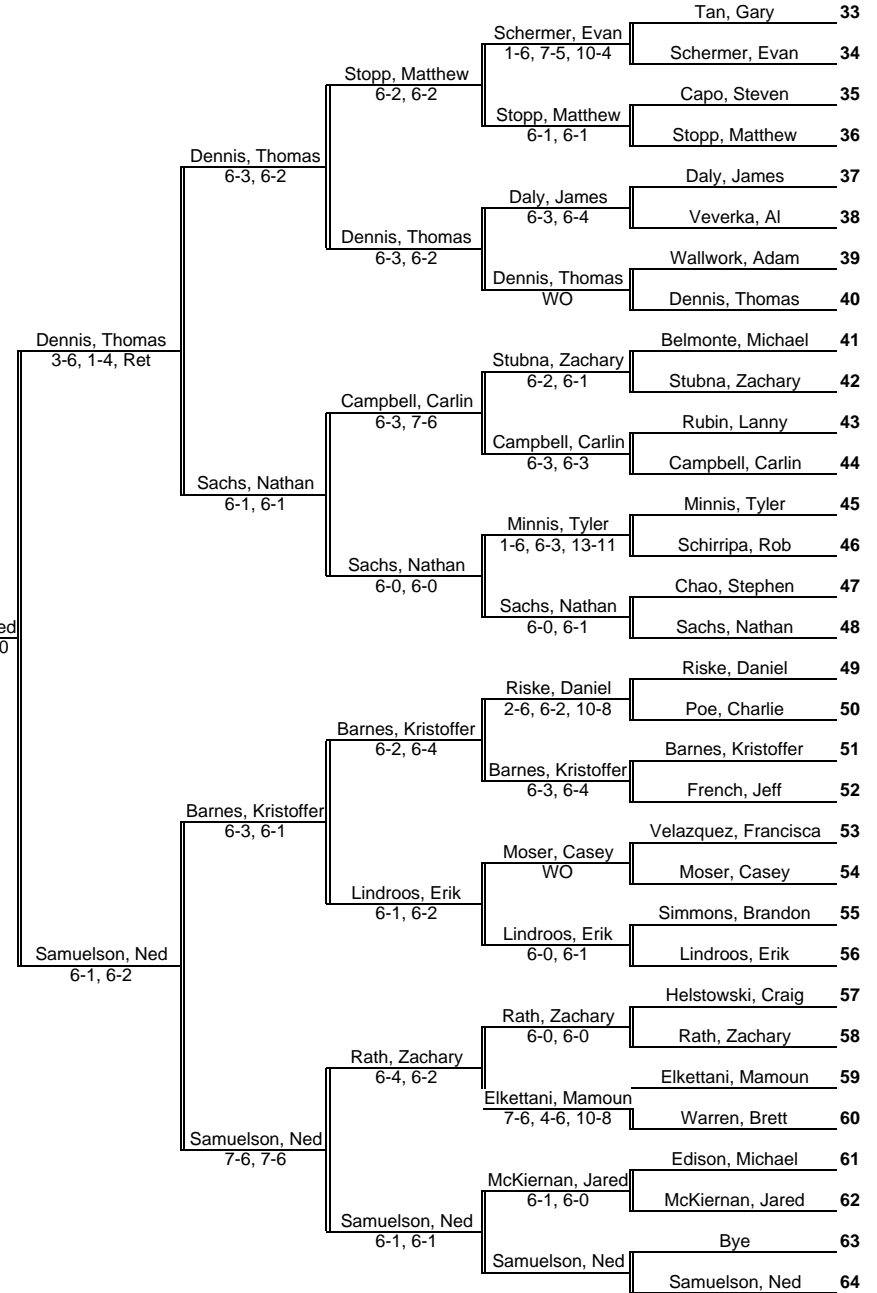 Tan, Gary 33
Schermer, Evan
1-6, 7-5, 10-4
Schermer, Evan 34
Stopp, Matthew
6-2, 6-2
Capo, Steven 35
Stopp, Matthew
6-1, 6-1
Stopp, Matthew 36
Dennis, Thomas
6-3, 6-2
Daly, James 37
Daly, James
6-3, 6-4
Veverka, Al 38
Dennis, Thomas
6-3, 6-2
Wallwork, Adam 39
Dennis, Thomas
WO
Dennis, Thomas 40
Dennis, Thomas
3-6, 1-4, Ret
Belmonte, Michael 41
Stubna, Zachary
6-2, 6-1
Stubna, Zachary 42
Campbell, Carlin
6-3, 7-6
Rubin, Lanny 43
Campbell, Carlin
6-3, 6-3
Campbell, Carlin 44
Sachs, Nathan
6-1, 6-1
Minnis, Tyler 45
Minnis, Tyler
1-6, 6-3, 13-11
Schirripa, Rob 46
Sachs, Nathan
6-0, 6-0
Chao, Stephen 47
Sachs, Nathan
6-0, 6-1
Sachs, Nathan 48
ed
0
Riske, Daniel 49
Riske, Daniel
2-6, 6-2, 10-8
Poe, Charlie 50
Barnes, Kristoffer
6-2, 6-4
Barnes, Kristoffer 51
Barnes, Kristoffer
6-3, 6-4
French, Jeff 52
Barnes, Kristoffer
6-3, 6-1
Velazquez, Francisca 53
Moser, Casey
WO
Moser, Casey 54
Lindroos, Erik
6-1, 6-2
Simmons, Brandon 55
Lindroos, Erik
6-0, 6-1
Lindroos, Erik 56
Samuelson, Ned
6-1, 6-2
Helstowski, Craig 57
Rath, Zachary
6-0, 6-0
Rath, Zachary 58
Rath, Zachary
6-4, 6-2
Elkettani, Mamoun 59
Elkettani, Mamoun
7-6, 4-6, 10-8
Warren, Brett 60
Samuelson, Ned
7-6, 7-6
Edison, Michael 61
McKiernan, Jared
6-1, 6-0
McKiernan, Jared 62
Samuelson, Ned
6-1, 6-1
Bye 63
Samuelson, Ned
Samuelson, Ned 64